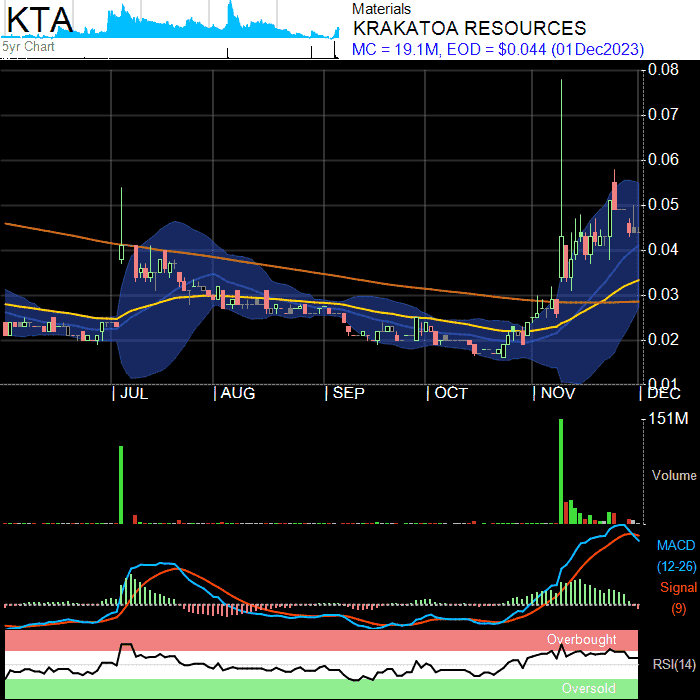 KTA
5yr Chart
Materials
KRAKATOA RESOURCES
MC = 19.1M, EOD = $0.044 (01Dec2023)
0.08
0.07
0.06
0.05
0.04
0.03
0.02
0.01
JUL AUG SEP OCT NOV DEC
151M
Volume
MACD
(12-26)
Signal
(9)
Overbought
RSI(14)
Oversold